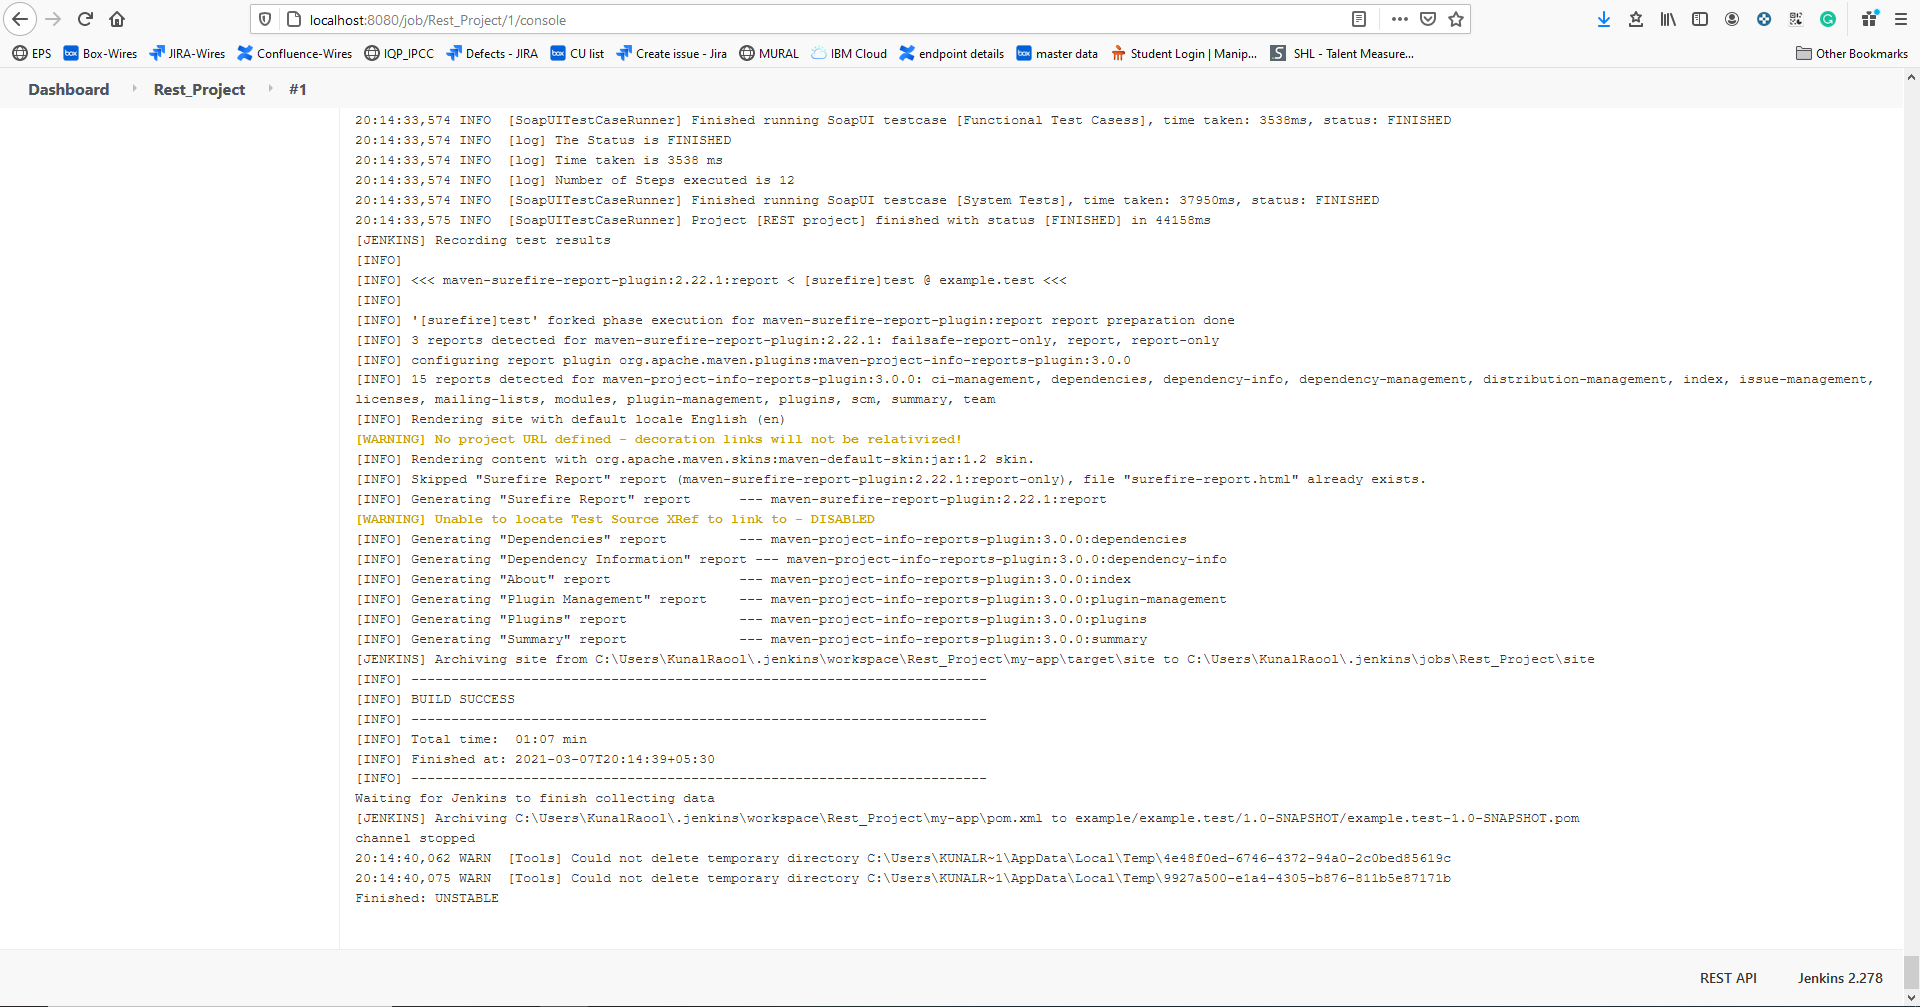 localhost:8080/job/Rest_Project/1/console
EPS Box-Wires JIRA-Wires Confluence-Wires IQP_IPCC Defects - JIRA CU list Create issue - Jira MURAL IBM Cloud endpoint details master data Student Login | Manip... SHL - Talent Measure... Other Bookmarks
Dashboard Rest_Project #1
20:14:33,574 INFO  [SoapUITestCaseRunner] Finished running SoapUI testcase [Functional Test Casess], time taken: 3538ms, status: FINISHED
20:14:33,574 INFO  [log] The Status is FINISHED
20:14:33,574 INFO  [log] Time taken is 3538 ms
20:14:33,574 INFO  [log] Number of Steps executed is 12
20:14:33,574 INFO  [SoapUITestCaseRunner] Finished running SoapUI testcase [System Tests], time taken: 37950ms, status: FINISHED
20:14:33,575 INFO  [SoapUITestCaseRunner] Project [REST project] finished with status [FINISHED] in 44158ms
[JENKINS] Recording test results
[INFO]
[INFO] <<< maven-surefire-report-plugin:2.22.1:report < [surefire]test @ example.test <<<
[INFO]
[INFO] '[surefire]test' forked phase execution for maven-surefire-report-plugin:report report preparation done
[INFO] 3 reports detected for maven-surefire-report-plugin:2.22.1: failsafe-report-only, report, report-only
[INFO] configuring report plugin org.apache.maven.plugins:maven-project-info-reports-plugin:3.0.0
[INFO] 15 reports detected for maven-project-info-reports-plugin:3.0.0: ci-management, dependencies, dependency-info, dependency-management, distribution-management, index, issue-management,
licenses, mailing-lists, modules, plugin-management, plugins, scm, summary, team
[INFO] Rendering site with default locale English (en)
[WARNING] No project URL defined - decoration links will not be relativized!
[INFO] Rendering content with org.apache.maven.skins:maven-default-skin:jar:1.2 skin.
[INFO] Skipped "Surefire Report" report (maven-surefire-report-plugin:2.22.1:report-only), file "surefire-report.html" already exists.
[INFO] Generating "Surefire Report" report      --- maven-surefire-report-plugin:2.22.1:report
[WARNING] Unable to locate Test Source XRef to link to - DISABLED
[INFO] Generating "Dependencies" report         --- maven-project-info-reports-plugin:3.0.0:dependencies
[INFO] Generating "Dependency Information" report --- maven-project-info-reports-plugin:3.0.0:dependency-info
[INFO] Generating "About" report                --- maven-project-info-reports-plugin:3.0.0:index
[INFO] Generating "Plugin Management" report    --- maven-project-info-reports-plugin:3.0.0:plugin-management
[INFO] Generating "Plugins" report              --- maven-project-info-reports-plugin:3.0.0:plugins
[INFO] Generating "Summary" report              --- maven-project-info-reports-plugin:3.0.0:summary
[JENKINS] Archiving site from C:\Users\KunalRaool\.jenkins\workspace\Rest_Project\my-app\target\site to C:\Users\KunalRaool\.jenkins\jobs\Rest_Project\site
[INFO] ------------------------------------------------------------------------
[INFO] BUILD SUCCESS
[INFO] ------------------------------------------------------------------------
[INFO] Total time:  01:07 min
[INFO] Finished at: 2021-03-07T20:14:39+05:30
[INFO] ------------------------------------------------------------------------
Waiting for Jenkins to finish collecting data
[JENKINS] Archiving C:\Users\KunalRaool\.jenkins\workspace\Rest_Project\my-app\pom.xml to example/example.test/1.0-SNAPSHOT/example.test-1.0-SNAPSHOT.pom
channel stopped
20:14:40,062 WARN  [Tools] Could not delete temporary directory C:\Users\KUNALR~1\AppData\Local\Temp\4e48f0ed-6746-4372-94a0-2c0bed85619c
20:14:40,075 WARN  [Tools] Could not delete temporary directory C:\Users\KUNALR~1\AppData\Local\Temp\9927a500-e1a4-4305-b876-811b5e87171b
Finished: UNSTABLE
REST API Jenkins 2.278